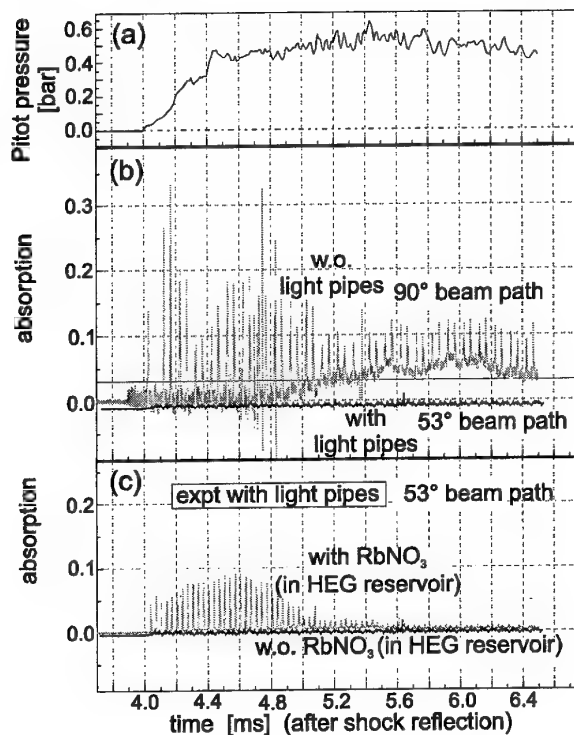 (a)
Pitot pressure
[bar]
0.6
0.4
0.2
0.0
(b)
absorption
0.3
0.2
0.1
0.0
w.o.
light pipes
90° beam path
with
light pipes
53° beam path
(c)
absorption
0.2
0.1
0.0
expt with light pipes
53° beam path
with RbNO₃
(in HEG reservoir)
w.o. RbNO₃ (in HEG reservoir)
4.0 4.4 4.8 5.2 5.6 6.0 6.4
time [ms] (after shock reflection)